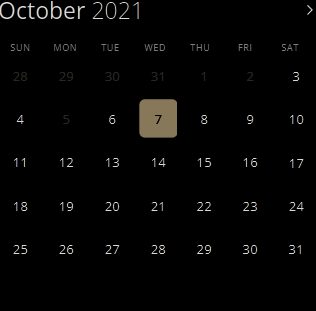 October 2021
SUN MON TUE WED THU FRI SAT
28 29 30 31 1 2 3
4 5 6 7 8 9 10
11 12 13 14 15 16 17
18 19 20 21 22 23 24
25 26 27 28 29 30 31